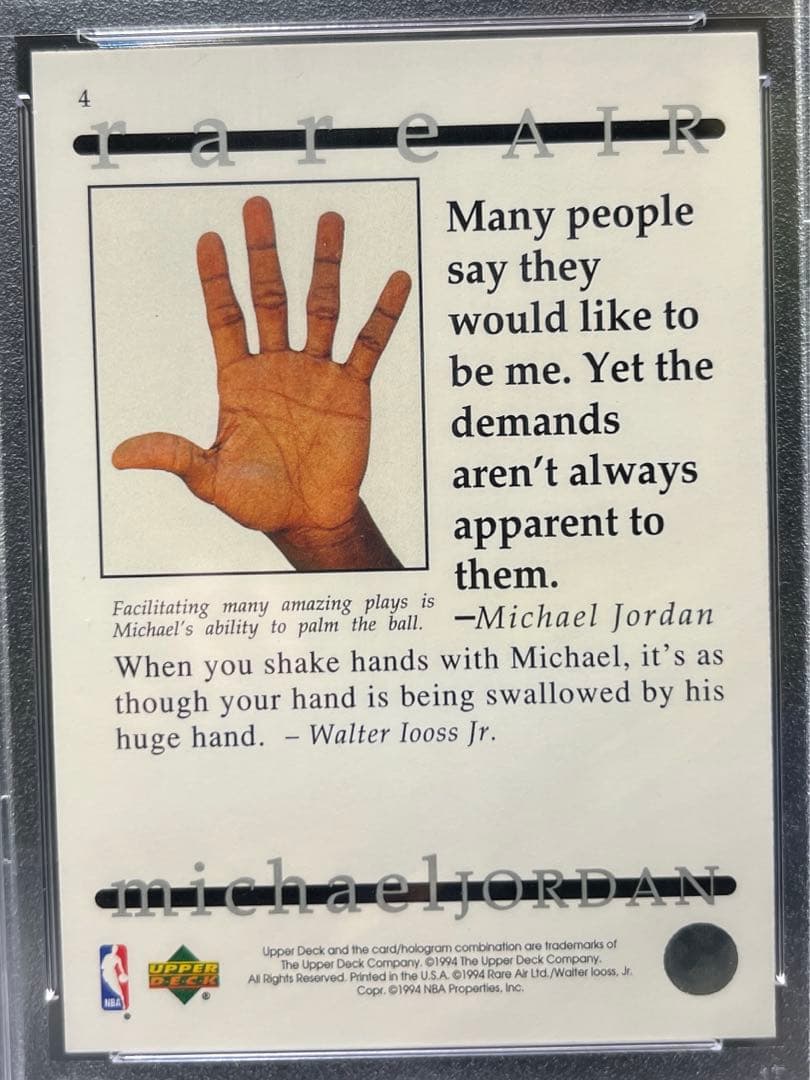 4
rare AIR
Many people
say they
would like to
be me. Yet the
demands
aren't always
apparent to
them.
—Michael Jordan
Facilitating many amazing plays is
Michael's ability to palm the ball.
When you shake hands with Michael, it's as
though your hand is being swallowed by his
huge hand. – Walter Iooss Jr.
michaelJORDAN
NBA
®
UPPER
DECK
®
Upper Deck and the card/hologram combination are trademarks of
The Upper Deck Company. ©1994 The Upper Deck Company.
All Rights Reserved. Printed in the U.S.A. ©1994 Rare Air Ltd./Walter Iooss, Jr.
Copr. ©1994 NBA Properties, Inc.